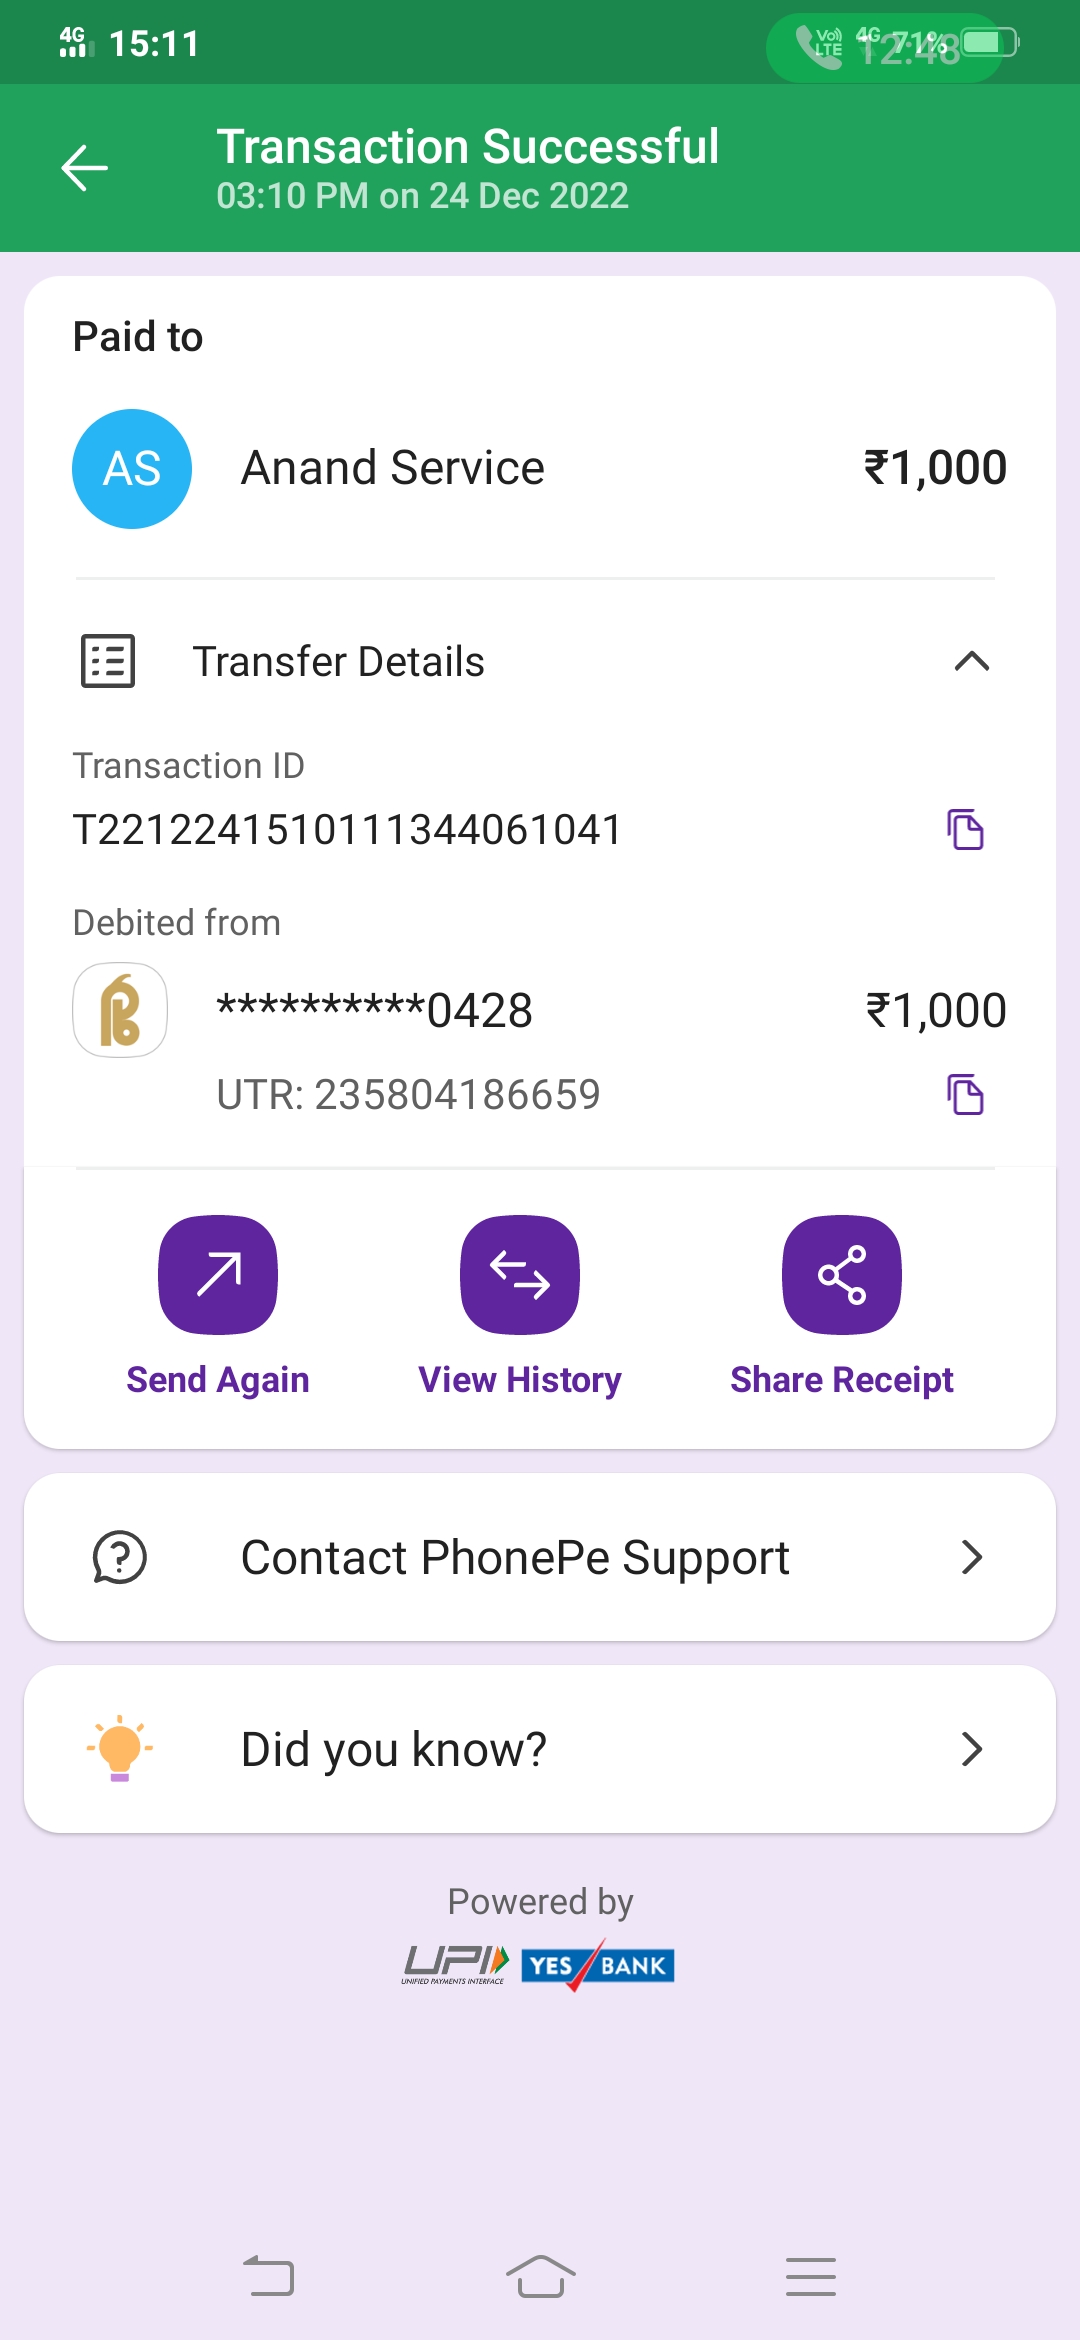 4G 15:11 Vo)) LTE 4G 71% 12:48
Transaction Successful
03:10 PM on 24 Dec 2022
Paid to
AS Anand Service ₹1,000
Transfer Details
Transaction ID
T2212241510111344061041
Debited from
**********0428 ₹1,000
UTR: 235804186659
Send Again View History Share Receipt
Contact PhonePe Support
Did you know?
Powered by
UPI YES BANK
UNIFIED PAYMENTS INTERFACE